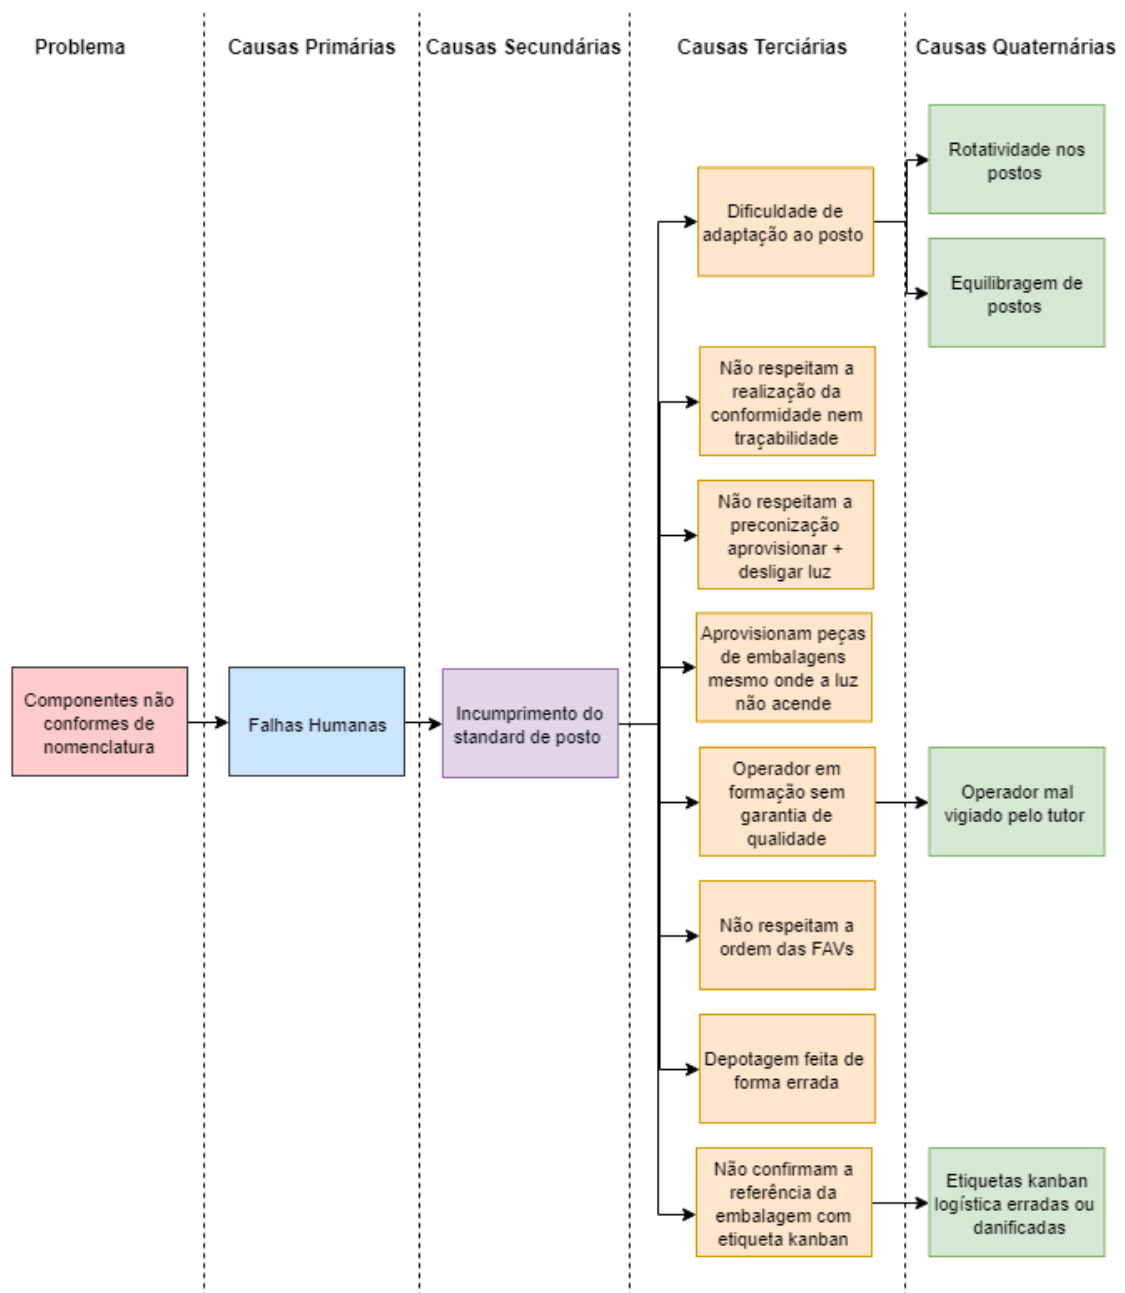 Problema
Causas Primárias
Causas Secundárias
Causas Terciárias
Causas Quaternárias
Componentes não
conformes de
nomenclatura
Falhas Humanas
Incumprimento do
standard de posto
Dificuldade de
adaptação ao posto
Rotatividade nos
postos
Equilibragem de
postos
Não respeitam a
realização da
conformidade nem
traçabilidade
Não respeitam a
preconização
aprovisionar +
desligar luz
Aprovisionam peças
de embalagens
mesmo onde a luz
não acende
Operador em
formação sem
garantia de
qualidade
Operador mal
vigiado pelo tutor
Não respeitam a
ordem das FAVs
Depotagem feita de
forma errada
Não confirmam a
referência da
embalagem com
etiqueta kanban
Etiquetas kanban
logística erradas ou
danificadas